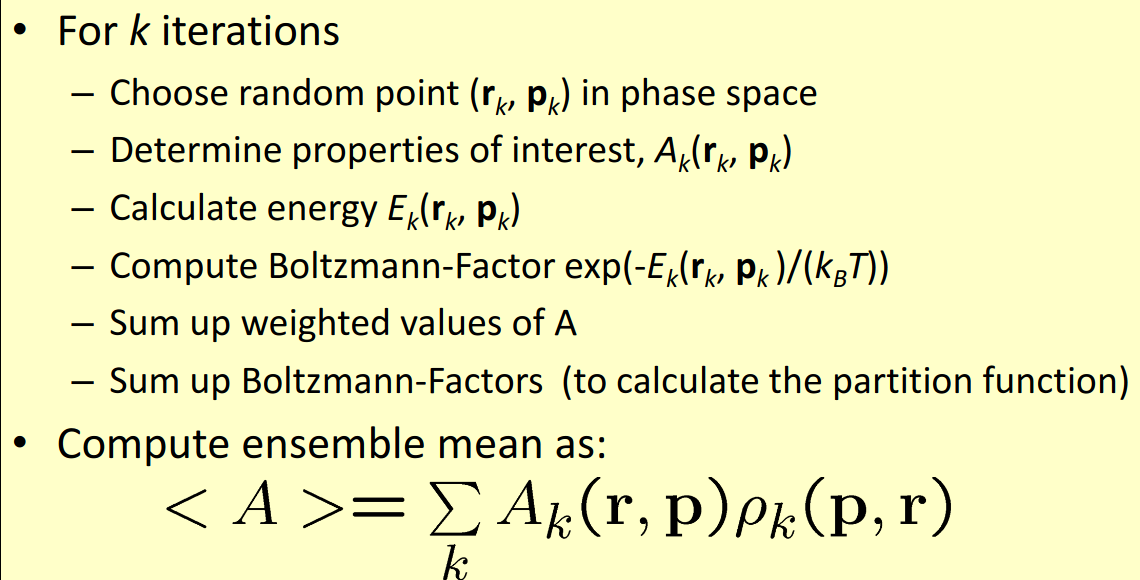 • For k iterations
– Choose random point (rₖ, pₖ) in phase space
– Determine properties of interest, Aₖ(rₖ, pₖ)
– Calculate energy Eₖ(rₖ, pₖ)
– Compute Boltzmann-Factor exp(-Eₖ(rₖ, pₖ)/(k_BT))
– Sum up weighted values of A
– Sum up Boltzmann-Factors (to calculate the partition function)
• Compute ensemble mean as:
< A >= ∑ₖ Aₖ(r, p)ρₖ(p, r)